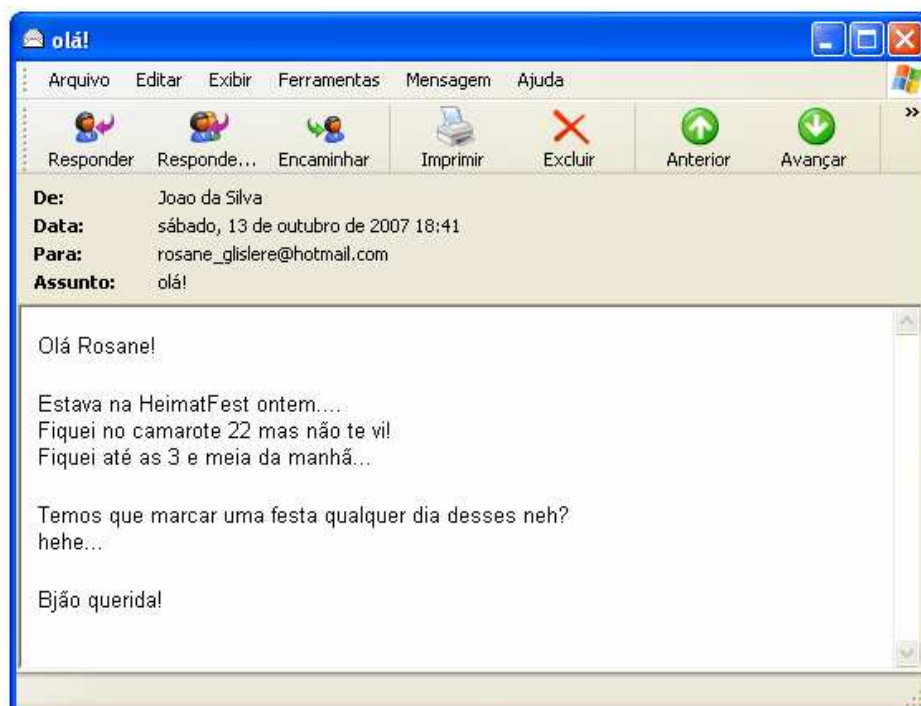 olá!
Arquivo Editar Exibir Ferramentas Mensagem Ajuda
Responder Responde... Encaminhar Imprimir Excluir Anterior Avançar
De: Joao da Silva
Data: sábado, 13 de outubro de 2007 18:41
Para: rosane_glislere@hotmail.com
Assunto: olá!
Olá Rosane!
Estava na HeimatFest ontem....
Fiquei no camarote 22 mas não te vi!
Fiquei até as 3 e meia da manhã...
Temos que marcar uma festa qualquer dia desses neh?
hehe...
Bjão querida!